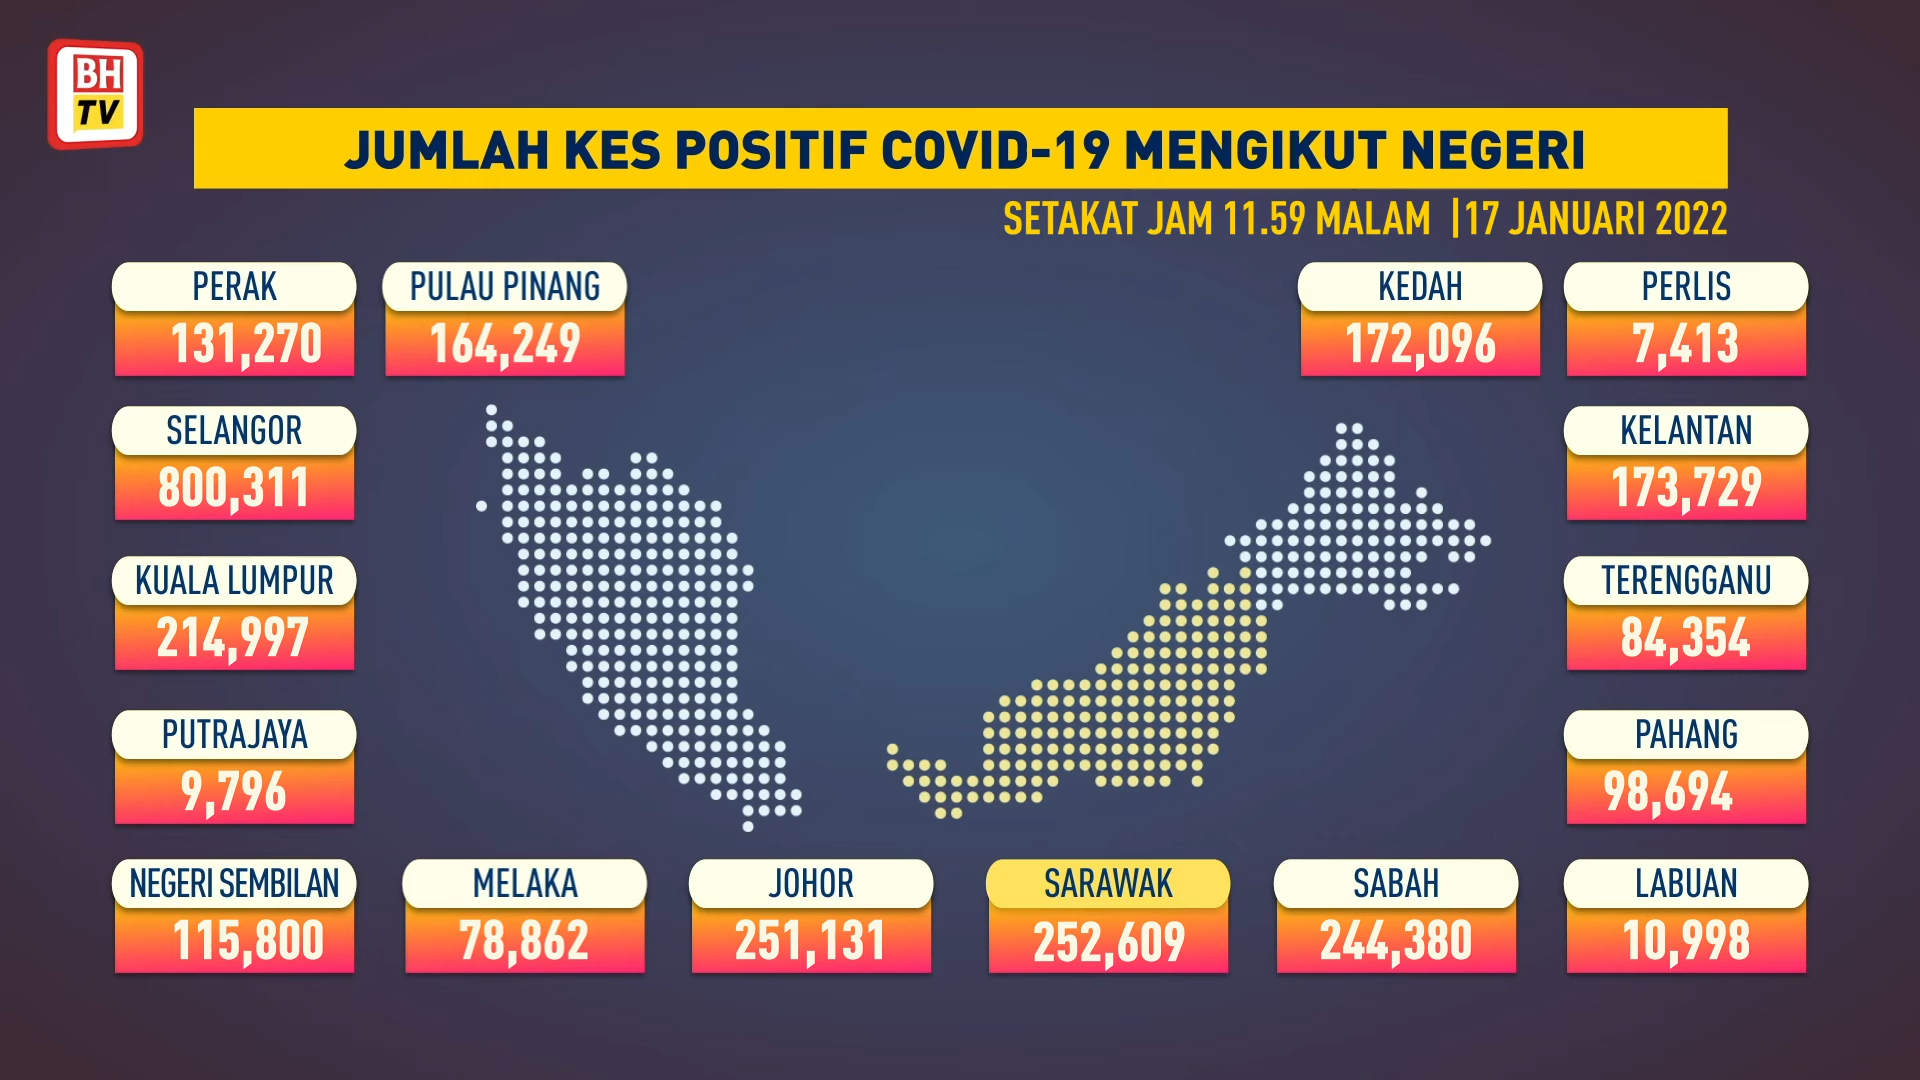 BH
TV
JUMLAH KES POSITIF COVID-19 MENGIKUT NEGERI
SETAKAT JAM 11.59 MALAM |17 JANUARI 2022
PERAK
131,270
PULAU PINANG
164,249
KEDAH
172,096
PERLIS
7,413
SELANGOR
800,311
KELANTAN
173,729
KUALA LUMPUR
214,997
TERENGGANU
84,354
PUTRAJAYA
9,796
PAHANG
98,694
NEGERI SEMBILAN
115,800
MELAKA
78,862
JOHOR
251,131
SARAWAK
252,609
SABAH
244,380
LABUAN
10,998